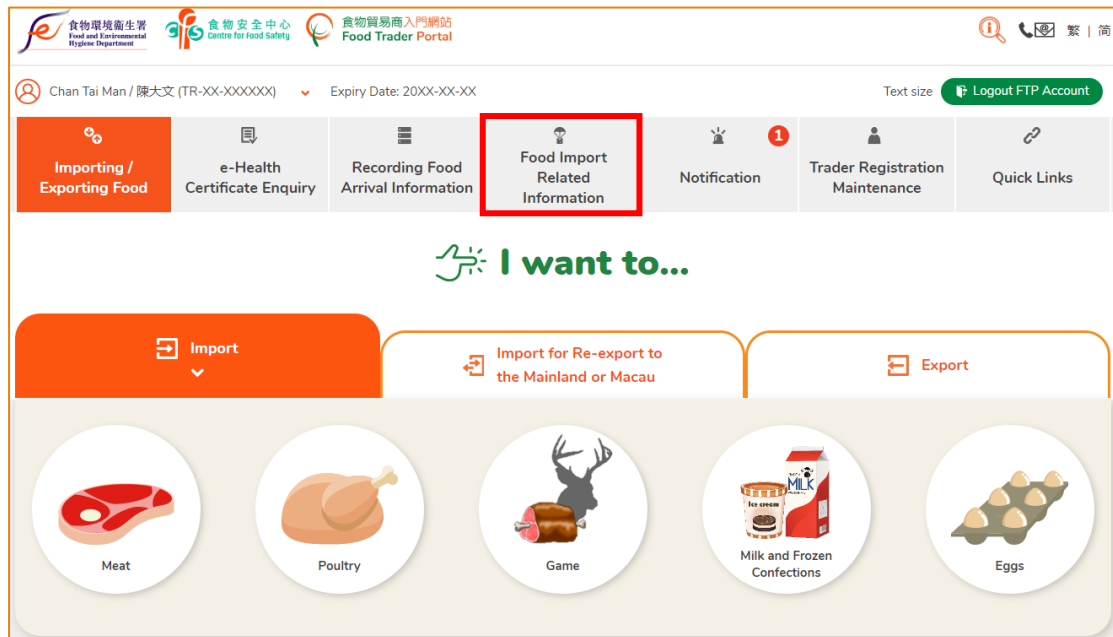 食物環境衞生署
Food and Environmental
Hygiene Department
食物安全中心
Centre for Food Safety
食物貿易商入門網站
Food Trader Portal
繁 | 简
Chan Tai Man / 陳大文 (TR-XX-XXXXXX)
Expiry Date: 20XX-XX-XX
Text size
Logout FTP Account
Importing /
Exporting Food
e-Health
Certificate Enquiry
Recording Food
Arrival Information
Food Import
Related
Information
1
Notification
Trader Registration
Maintenance
Quick Links
I want to...
Import
Import for Re-export to
the Mainland or Macau
Export
Meat
Poultry
Game
Ice cream
MILK
Milk and Frozen
Confections
Eggs